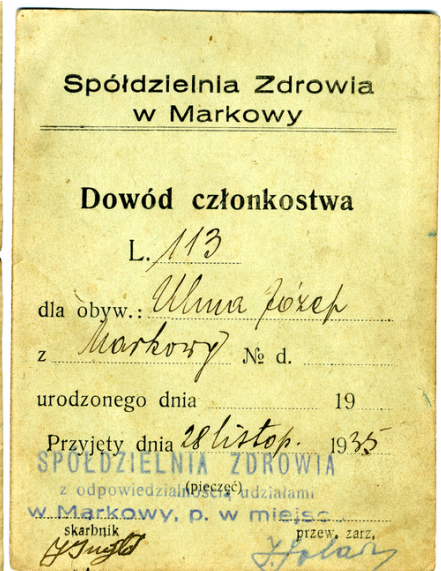 Spółdzielnia Zdrowia
w Markowy
Dowód członkostwa
L. 113
dla obyw.: Ulma Józef
z Markowy № d.
urodzonego dnia 19
Przyjęty dnia 28 listop. 1935
SPÓŁDZIELNIA ZDROWIA
(pieczęć)
z odpowiedzialnością udziałami
w Markowy, p. w miejsc.
skarbnik przew. zarz.